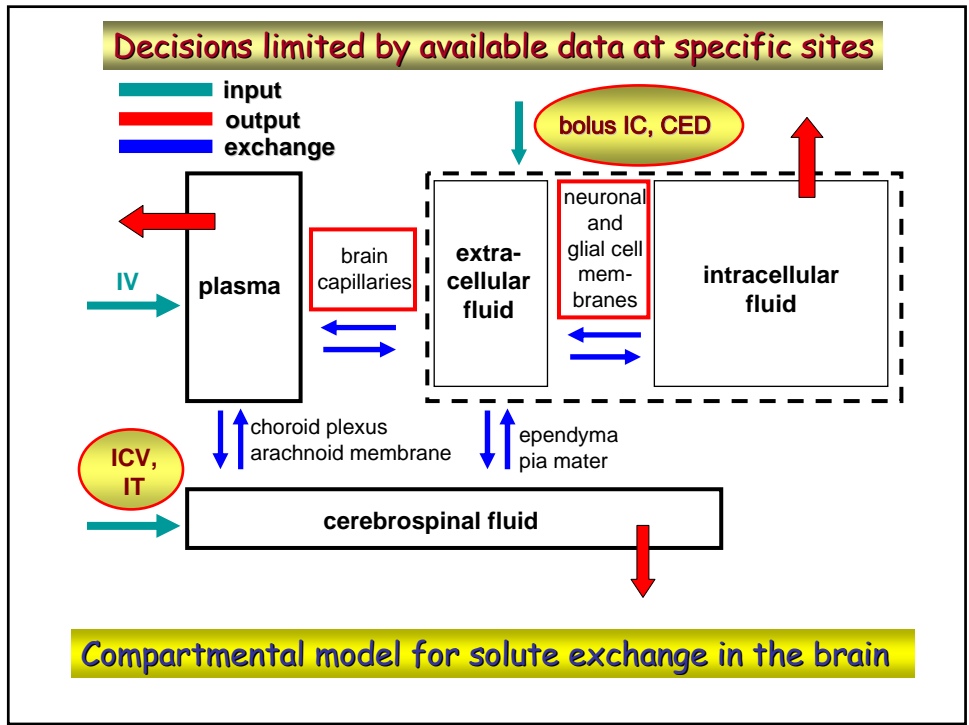 Decisions limited by available data at specific sites
input
output
exchange
bolus IC, CED
IV
plasma
brain
capillaries
extra-
cellular
fluid
neuronal
and
glial cell
mem-
branes
intracellular
fluid
choroid plexus
arachnoid membrane
ependyma
pia mater
ICV,
IT
cerebrospinal fluid
Compartmental model for solute exchange in the brain